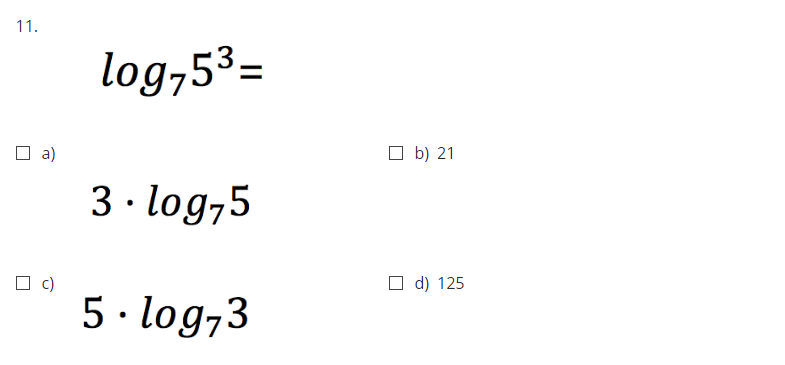 11.
log₇5³=
a)
b) 21
3 · log₇5
c)
d) 125
5 · log₇3